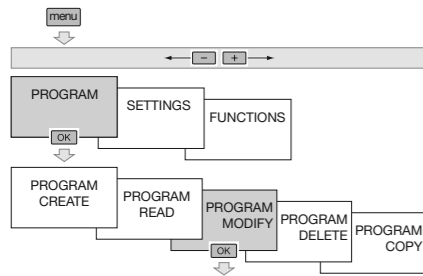 menu
− +
PROGRAM
SETTINGS
FUNCTIONS
OK
PROGRAM
CREATE
PROGRAM
READ
PROGRAM
MODIFY
PROGRAM
DELETE
PROGRAM
COPY
OK